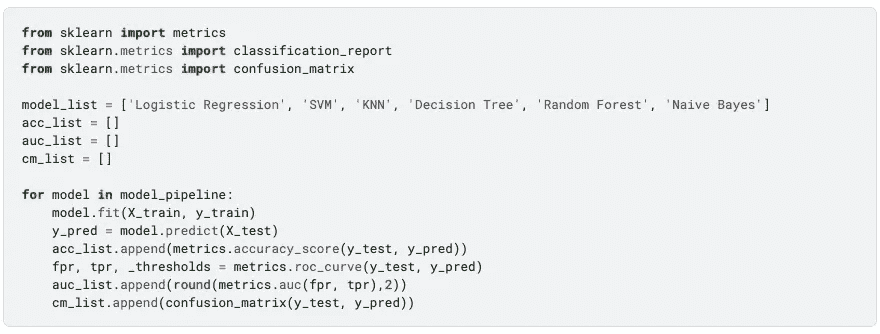 from sklearn import metrics
from sklearn.metrics import classification_report
from sklearn.metrics import confusion_matrix

model_list = ['Logistic Regression', 'SVM', 'KNN', 'Decision Tree', 'Random Forest', 'Naive Bayes']
acc_list = []
auc_list = []
cm_list = []

for model in model_pipeline:
    model.fit(X_train, y_train)
    y_pred = model.predict(X_test)
    acc_list.append(metrics.accuracy_score(y_test, y_pred))
    fpr, tpr, _thresholds = metrics.roc_curve(y_test, y_pred)
    auc_list.append(round(metrics.auc(fpr, tpr),2))
    cm_list.append(confusion_matrix(y_test, y_pred))